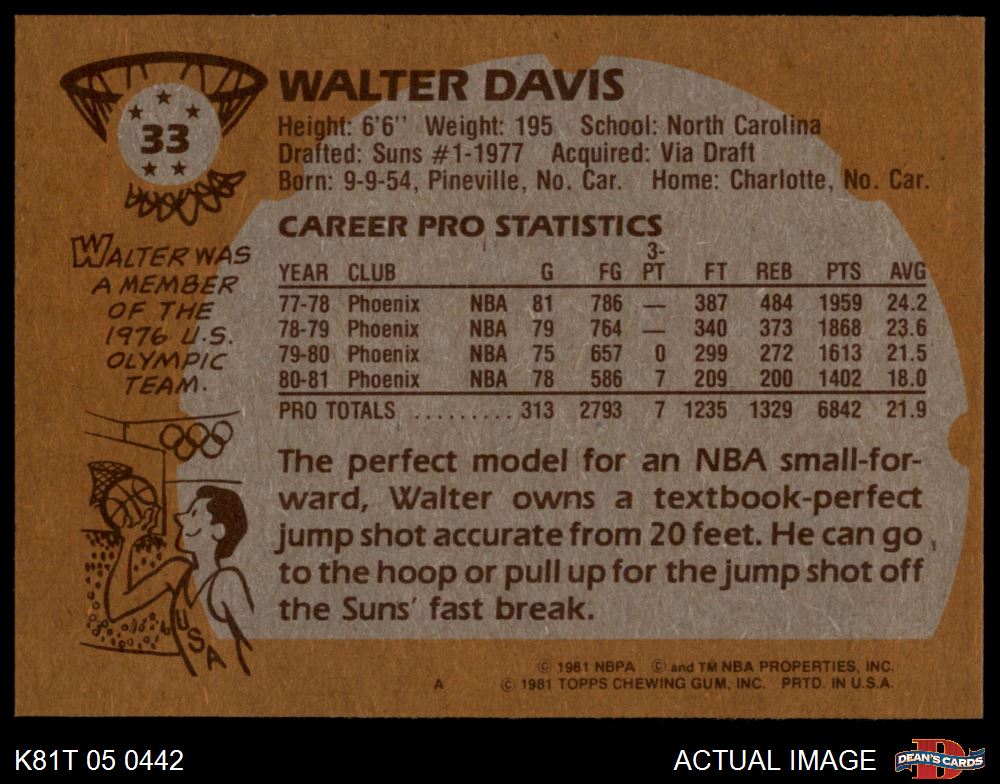 33
WALTER DAVIS
Height: 6'6'' Weight: 195 School: North Carolina
Drafted: Suns #1-1977 Acquired: Via Draft
Born: 9-9-54, Pineville, No. Car. Home: Charlotte, No. Car.
WALTER WAS
A MEMBER
OF THE
1976 U.S.
OLYMPIC
TEAM.
USA
CAREER PRO STATISTICS
YEAR CLUB G FG 3-PT FT REB PTS AVG
77-78 Phoenix NBA 81 786 — 387 484 1959 24.2
78-79 Phoenix NBA 79 764 — 340 373 1868 23.6
79-80 Phoenix NBA 75 657 0 299 272 1613 21.5
80-81 Phoenix NBA 78 586 7 209 200 1402 18.0
PRO TOTALS ......... 313 2793 7 1235 1329 6842 21.9
The perfect model for an NBA small-for-
ward, Walter owns a textbook-perfect
jump shot accurate from 20 feet. He can go
to the hoop or pull up for the jump shot off
the Suns' fast break.
© 1981 NBPA © and TM NBA PROPERTIES, INC.
A © 1981 TOPPS CHEWING GUM, INC. PRTD. IN U.S.A.
K81T 05 0442
ACTUAL IMAGE
D
DEAN'S CARDS